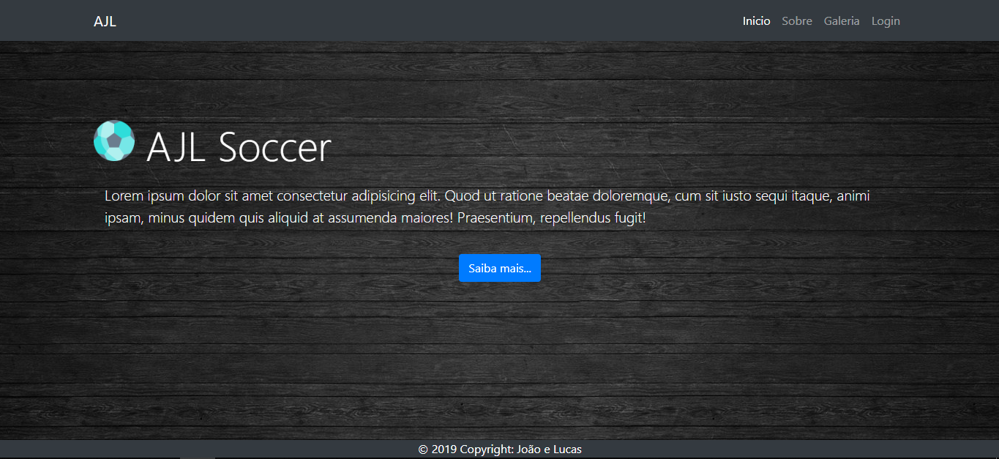 AJL
Inicio Sobre Galeria Login
AJL Soccer
Lorem ipsum dolor sit amet consectetur adipisicing elit. Quod ut ratione beatae doloremque, cum sit iusto sequi itaque, animi
ipsam, minus quidem quis aliquid at assumenda maiores! Praesentium, repellendus fugit!
Saiba mais...
© 2019 Copyright: João e Lucas